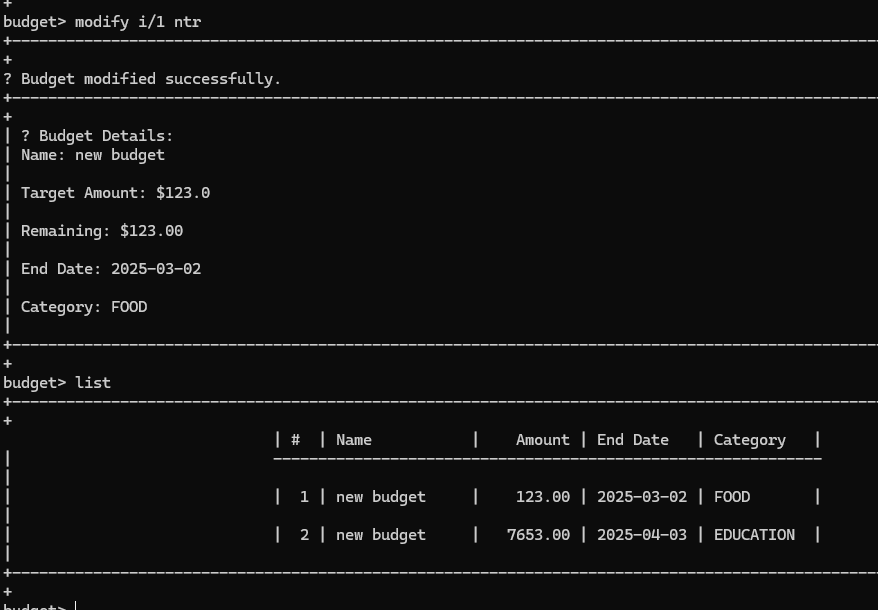 +
budget> modify i/1 ntr
+------------------------------------------------------------------------------------------------
+
? Budget modified successfully.
+------------------------------------------------------------------------------------------------
+
| ? Budget Details:
| Name: new budget
|
| Target Amount: $123.0
|
| Remaining: $123.00
|
| End Date: 2025-03-02
|
| Category: FOOD
|
+------------------------------------------------------------------------------------------------
+
budget> list
+------------------------------------------------------------------------------------------------
+
| # | Name | Amount | End Date | Category |
| -------------------------------------------------------------
|
| | 1 | new budget | 123.00 | 2025-03-02 | FOOD |
|
| | 2 | new budget | 7653.00 | 2025-04-03 | EDUCATION |
|
+------------------------------------------------------------------------------------------------
+
budget>